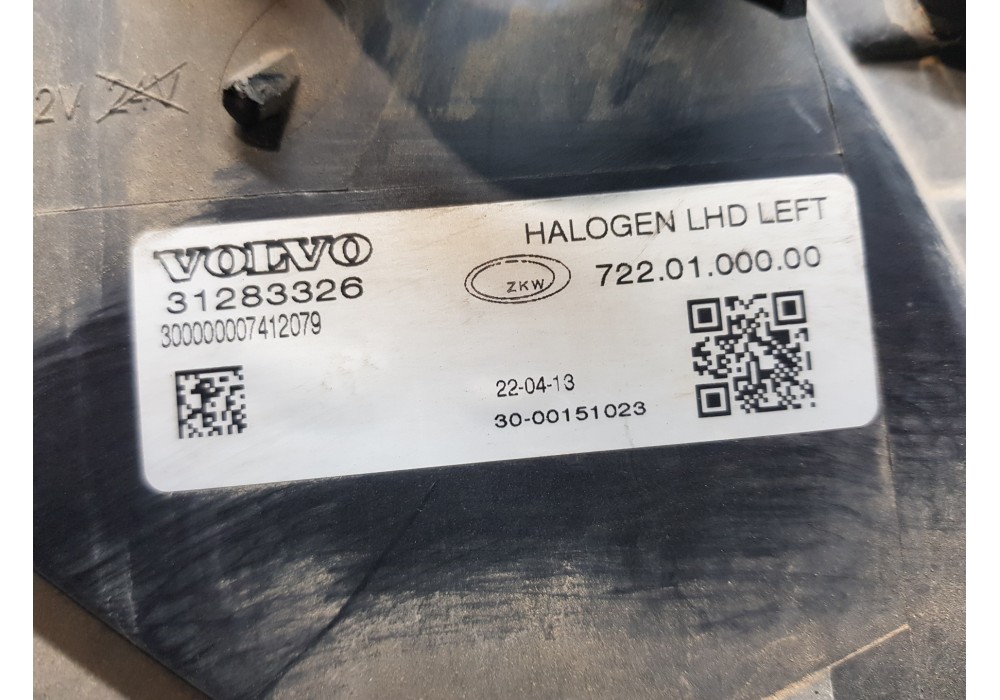 2V 24V
VOLVO
31283326
300000007412079
HALOGEN LHD LEFT
ZKW
722.01.000.00
22-04-13
30-00151023